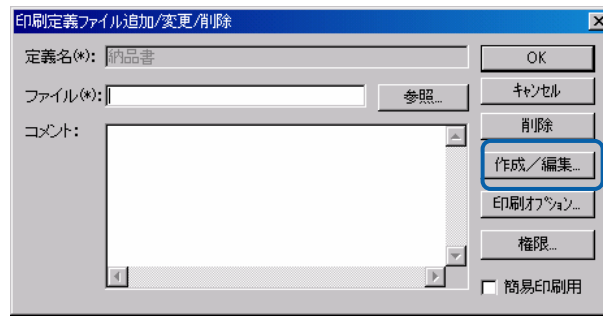 印刷定義ファイル追加/変更/削除
定義名(*): 納品書
OK
ファイル(*):
参照...
キャンセル
コメント:
削除
作成／編集...
印刷オプション...
権限...
簡易印刷用